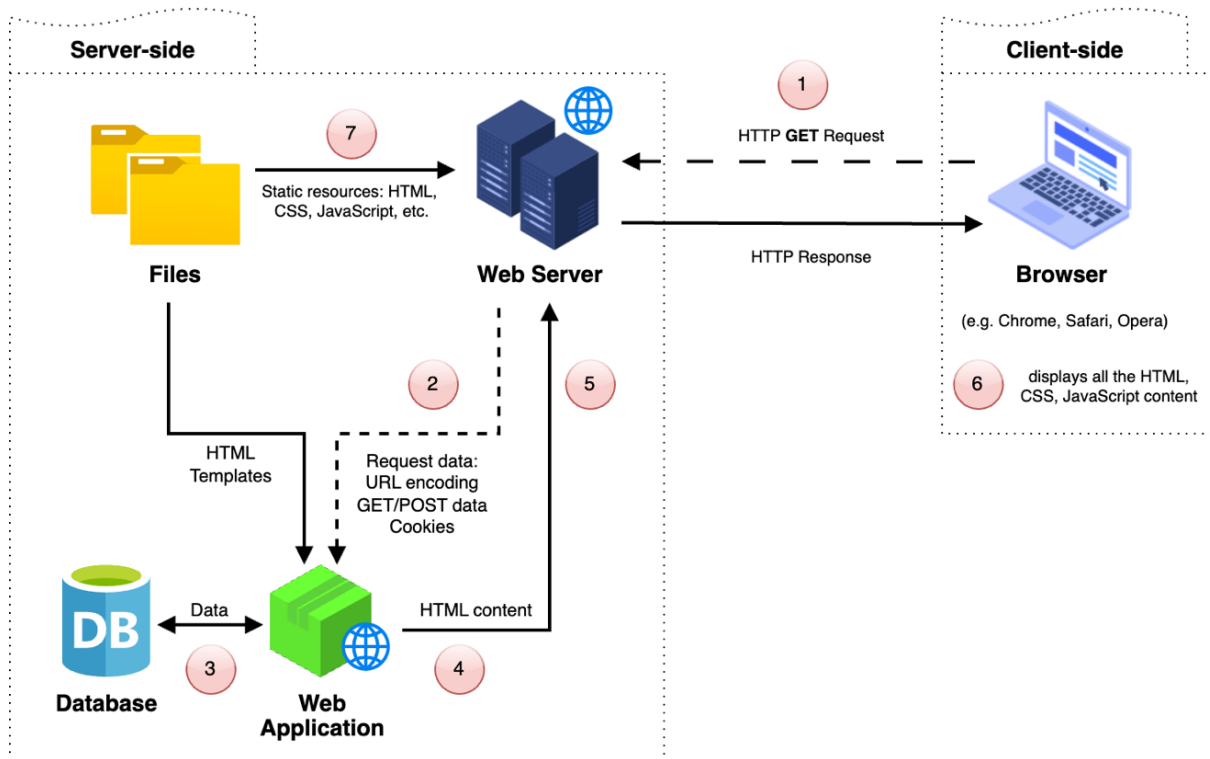 Server-side
Client-side
1
HTTP GET Request
7
Static resources: HTML,
CSS, JavaScript, etc.
HTTP Response
Files
Web Server
Browser
(e.g. Chrome, Safari, Opera)
2
5
6
displays all the HTML,
CSS, JavaScript content
HTML
Templates
Request data:
URL encoding
GET/POST data
Cookies
DB
Data
HTML content
3
4
Database
Web
Application